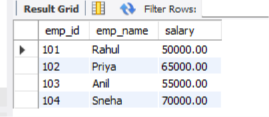 Result Grid Filter Rows:
emp_id emp_name salary
101 Rahul 50000.00
102 Priya 65000.00
103 Anil 55000.00
104 Sneha 70000.00